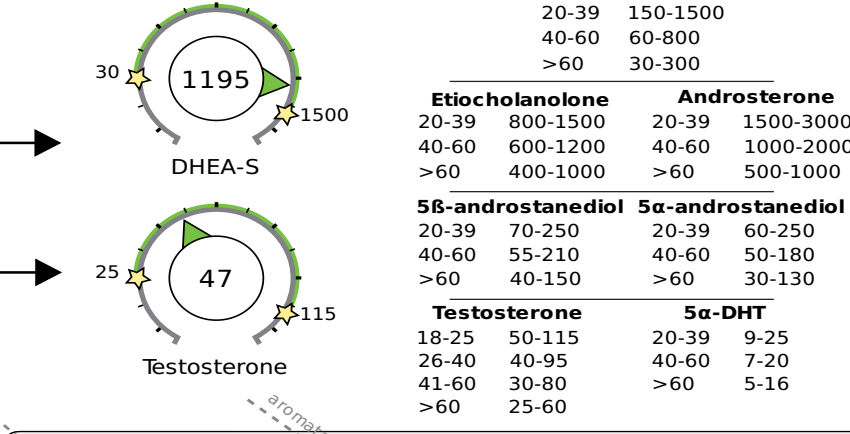 30
1195
1500
DHEA-S
25
47
115
Testosterone
20-39 150-1500
40-60 60-800
>60 30-300
Etiocholanolone Androsterone
20-39 800-1500 20-39 1500-3000
40-60 600-1200 40-60 1000-2000
>60 400-1000 >60 500-1000
5ß-androstanediol 5α-androstanediol
20-39 70-250 20-39 60-250
40-60 55-210 40-60 50-180
>60 40-150 >60 30-130
Testosterone 5α-DHT
18-25 50-115 20-39 9-25
26-40 40-95 40-60 7-20
41-60 30-80 >60 5-16
>60 25-60
aromat